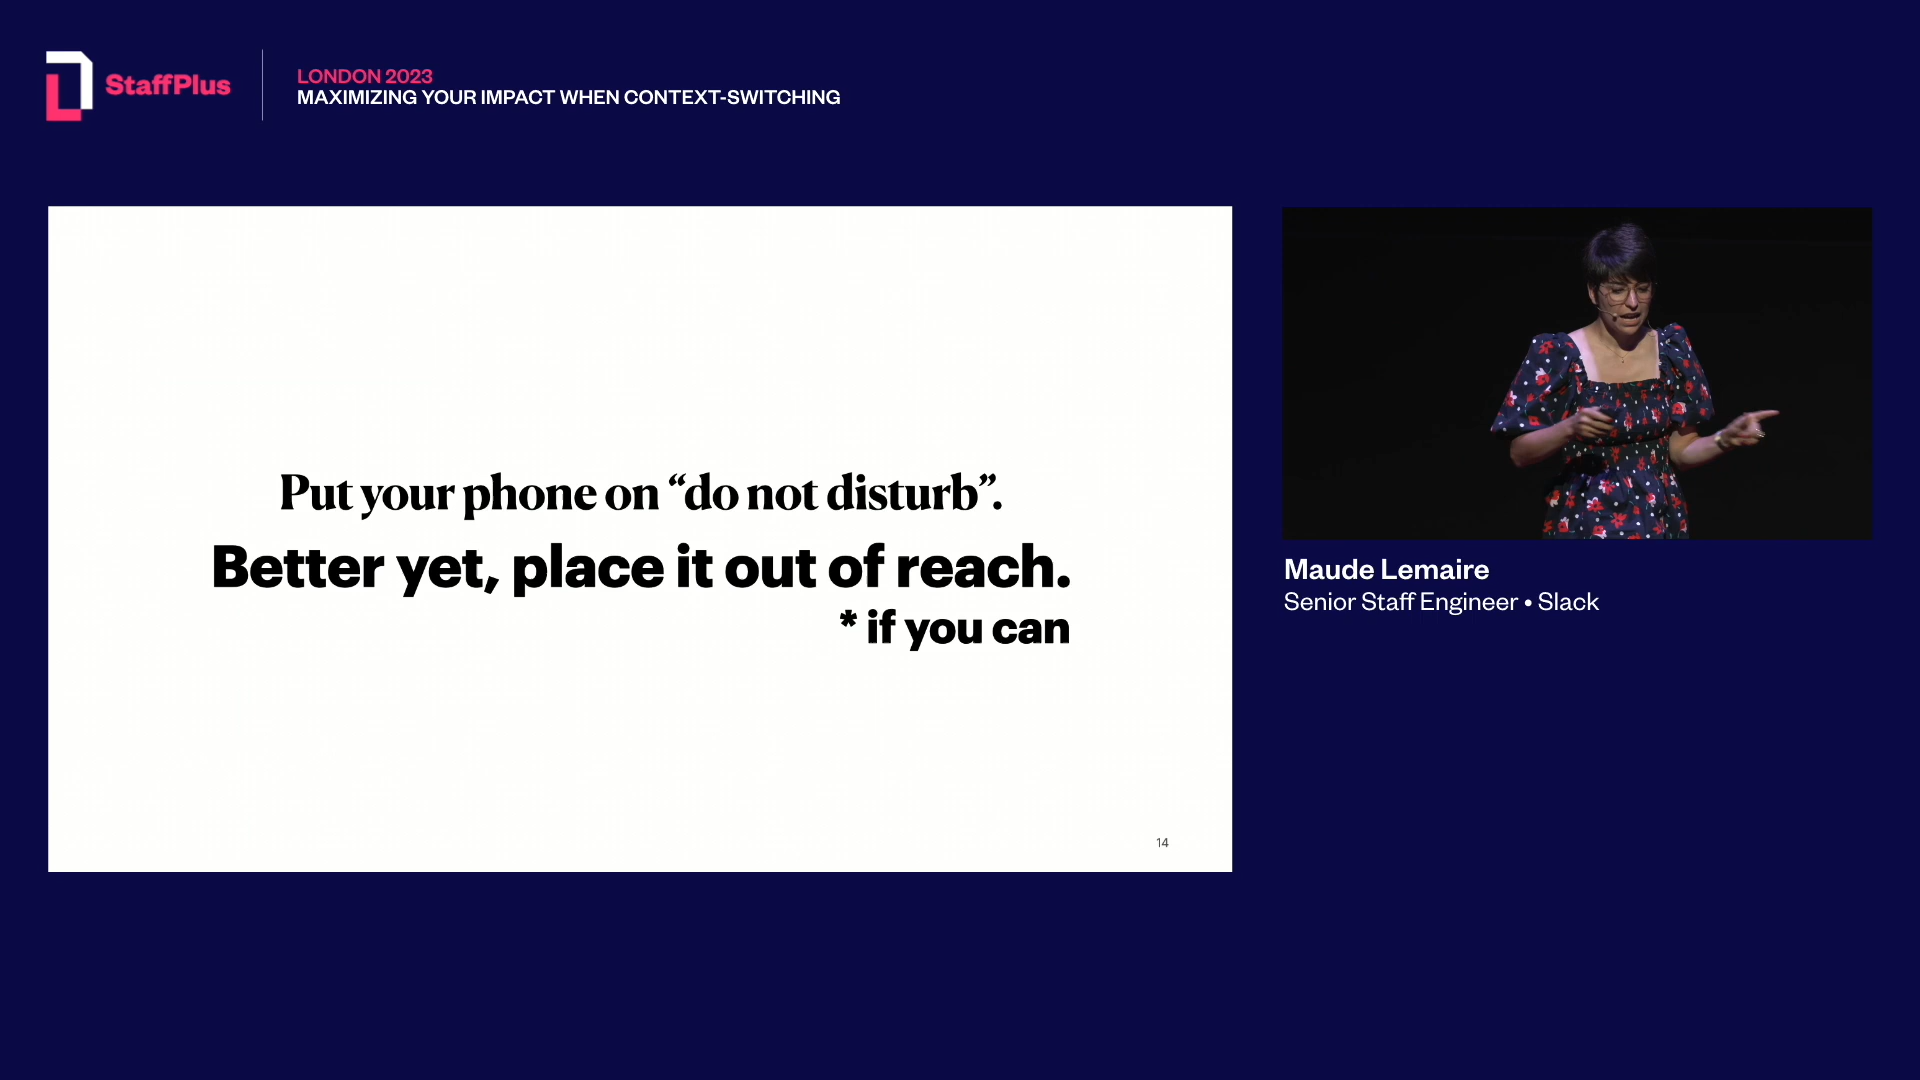 StaffPlus
LONDON 2023
MAXIMIZING YOUR IMPACT WHEN CONTEXT-SWITCHING
Put your phone on “do not disturb”.
Better yet, place it out of reach.
* if you can
14
Maude Lemaire
Senior Staff Engineer • Slack